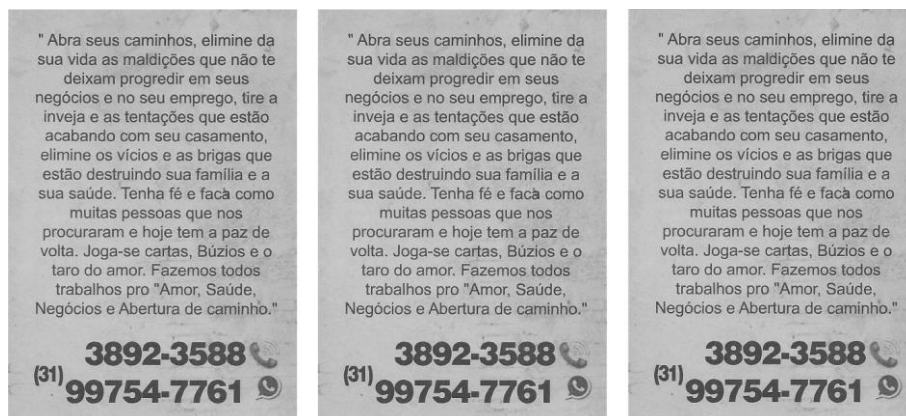 " Abra seus caminhos, elimine da
sua vida as maldições que não te
deixam progredir em seus
negócios e no seu emprego, tire a
inveja e as tentações que estão
acabando com seu casamento,
elimine os vícios e as brigas que
estão destruindo sua família e a
sua saúde. Tenha fé e faca como
muitas pessoas que nos
procuraram e hoje tem a paz de
volta. Joga-se cartas, Búzios e o
taro do amor. Fazemos todos
trabalhos pro "Amor, Saúde,
Negócios e Abertura de caminho."
3892-3588
(31)
99754-7761
" Abra seus caminhos, elimine da
sua vida as maldições que não te
deixam progredir em seus
negócios e no seu emprego, tire a
inveja e as tentações que estão
acabando com seu casamento,
elimine os vícios e as brigas que
estão destruindo sua família e a
sua saúde. Tenha fé e faca como
muitas pessoas que nos
procuraram e hoje tem a paz de
volta. Joga-se cartas, Búzios e o
taro do amor. Fazemos todos
trabalhos pro "Amor, Saúde,
Negócios e Abertura de caminho."
3892-3588
(31)
99754-7761
" Abra seus caminhos, elimine da
sua vida as maldições que não te
deixam progredir em seus
negócios e no seu emprego, tire a
inveja e as tentações que estão
acabando com seu casamento,
elimine os vícios e as brigas que
estão destruindo sua família e a
sua saúde. Tenha fé e faca como
muitas pessoas que nos
procuraram e hoje tem a paz de
volta. Joga-se cartas, Búzios e o
taro do amor. Fazemos todos
trabalhos pro "Amor, Saúde,
Negócios e Abertura de caminho."
3892-3588
(31)
99754-7761